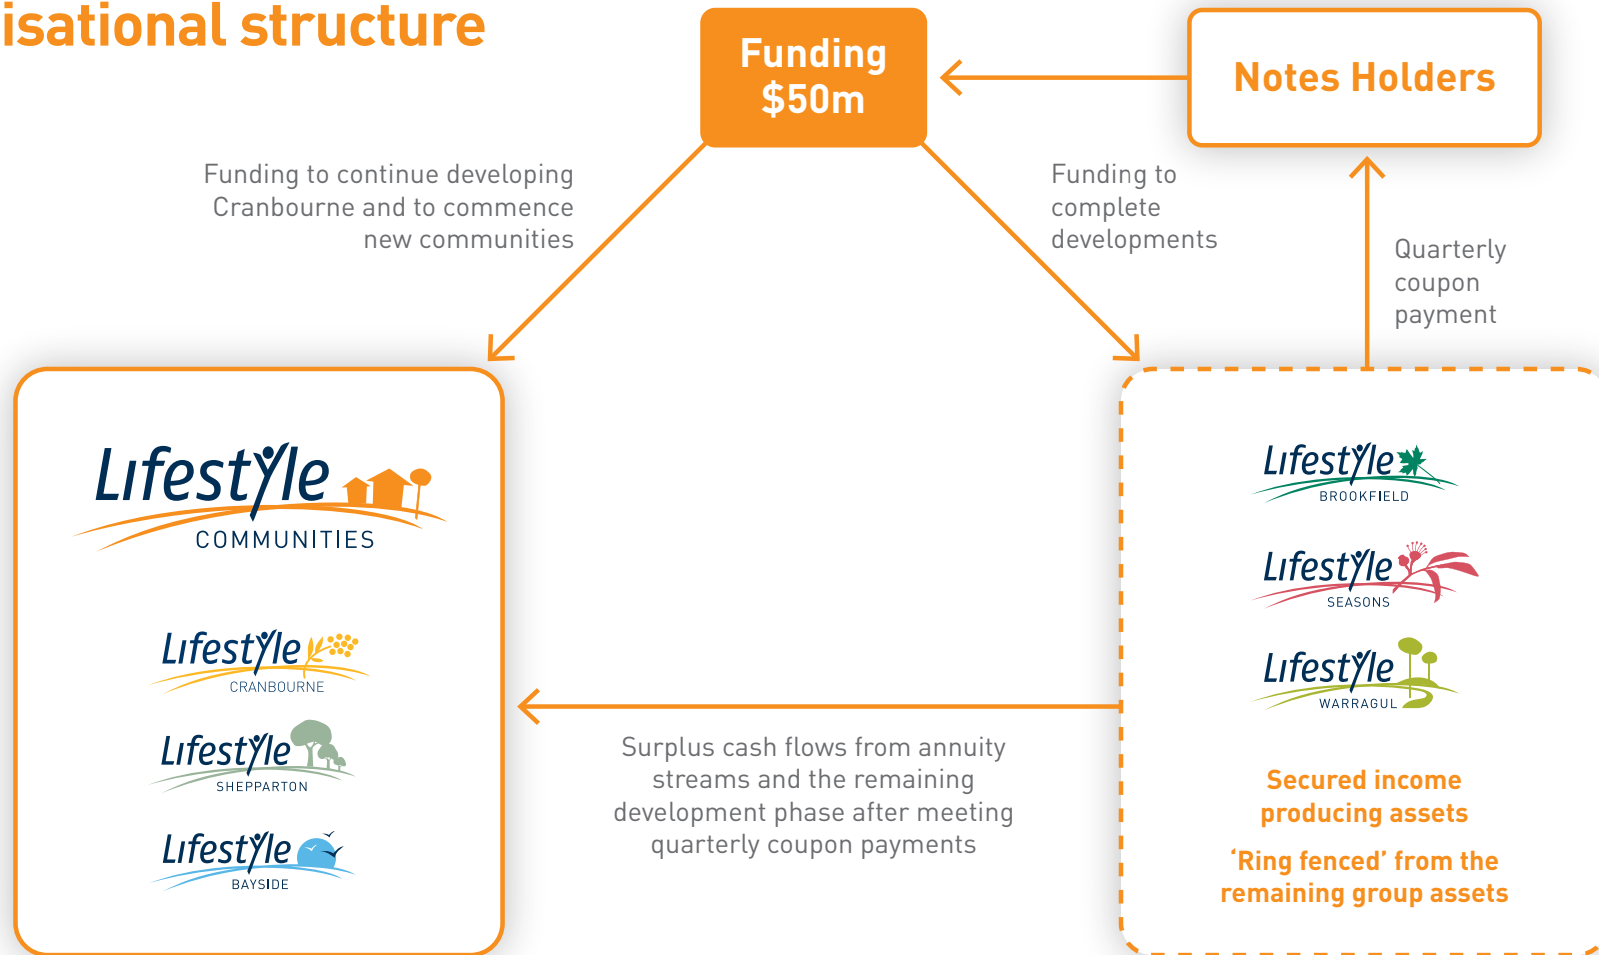 isational structure
Funding
$50m
Notes Holders
Funding to continue developing
Cranbourne and to commence
new communities
Funding to
complete
developments
Quarterly
coupon
payment
Lifestyle
COMMUNITIES
Lifestyle
CRANBOURNE
Lifestyle
SHEPPARTON
Lifestyle
BAYSIDE
Surplus cash flows from annuity
streams and the remaining
development phase after meeting
quarterly coupon payments
Lifestyle
BROOKFIELD
Lifestyle
SEASONS
Lifestyle
WARRAGUL
Secured income
producing assets
‘Ring fenced’ from the
remaining group assets